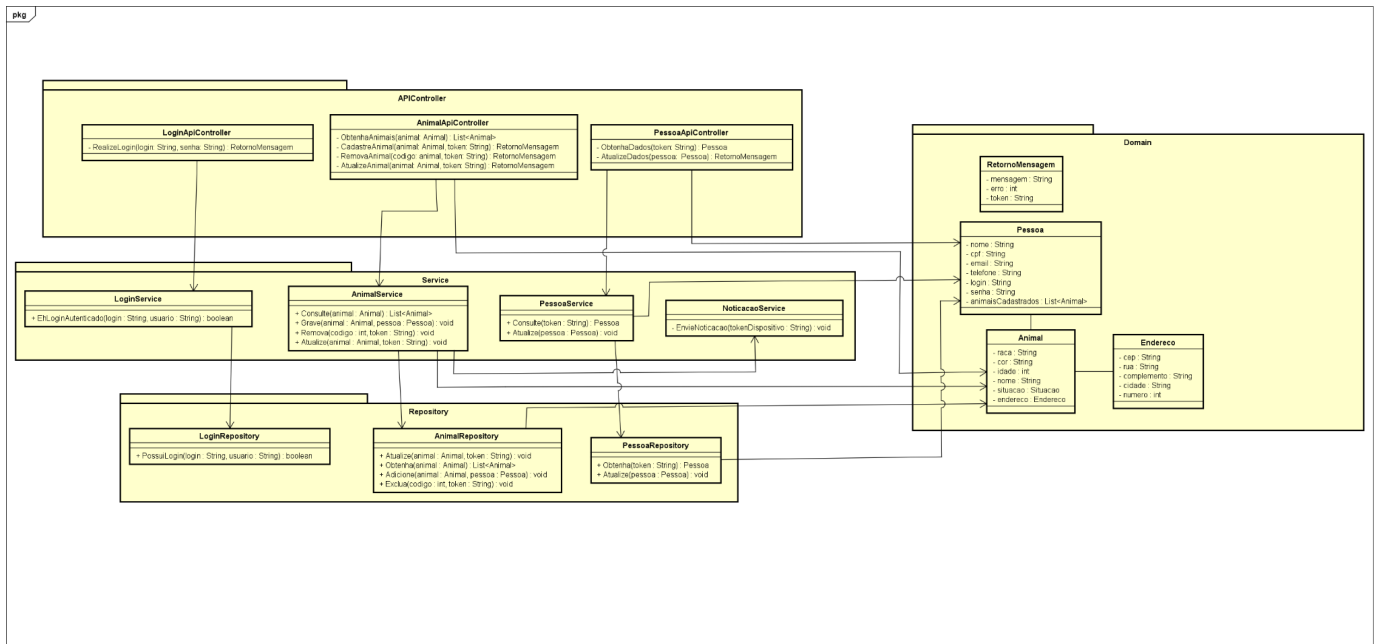 pkg
APIController
LoginApiController
- RealizeLogin(login: String, senha: String) : RetornoMensagem
AnimalApiController
- ObtenhaAnimais(animal: Animal) : List<Animal>
- CadastreAnimal(animal: Animal, token: String) : RetornoMensagem
- RemovaAnimal(codigo: animal, token: String) : RetornoMensagem
- AtualizeAnimal(animal: Animal, token: String) : RetornoMensagem
PessoaApiController
- ObtenhaDados(token: String) : Pessoa
- AtualizeDados(pessoa: Pessoa) : RetornoMensagem
Domain
RetornoMensagem
- mensagem : String
- erro : int
- token : String
Pessoa
- nome : String
- cpf : String
- email : String
- telefone : String
- login : String
- senha : String
- animaisCadastrados : List<Animal>
Animal
- raca : String
- cor : String
- idade : int
- nome : String
- situacao : Situacao
- endereco : Endereco
Endereco
- cep : String
- rua : String
- complemento : String
- cidade : String
- numero : int
Service
LoginService
+ EhLoginAutenticado(login : String, usuario : String) : boolean
AnimalService
+ Consulte(animal : Animal) : List<Animal>
+ Grave(animal : Animal, pessoa : Pessoa) : void
+ Remova(codigo : int, token : String) : void
+ Atualize(animal : Animal, token : String) : void
PessoaService
+ Consulte(token : String) : Pessoa
+ Atualize(pessoa : Pessoa) : void
NoticacaoService
- EnvieNoticacao(tokenDispositivo : String) : void
Repository
LoginRepository
+ PossuiLogin(login : String, usuario : String) : boolean
AnimalRepository
+ Atualize(animal : Animal, token : String) : void
+ Obtenha(animal : Animal) : List<Animal>
+ Adicione(animal : Animal, pessoa : Pessoa) : void
+ Exclua(codigo : int, token : String) : void
PessoaRepository
+ Obtenha(token : String) : Pessoa
+ Atualize(pessoa : Pessoa) : void